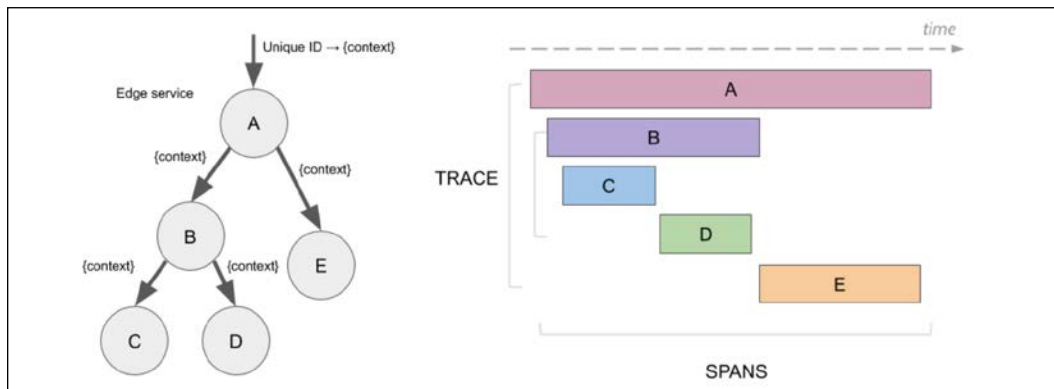 Unique ID → {context}
Edge service
A
{context}
{context}
B
E
{context}
{context}
C
D
time
A
B
TRACE
C
D
E
SPANS